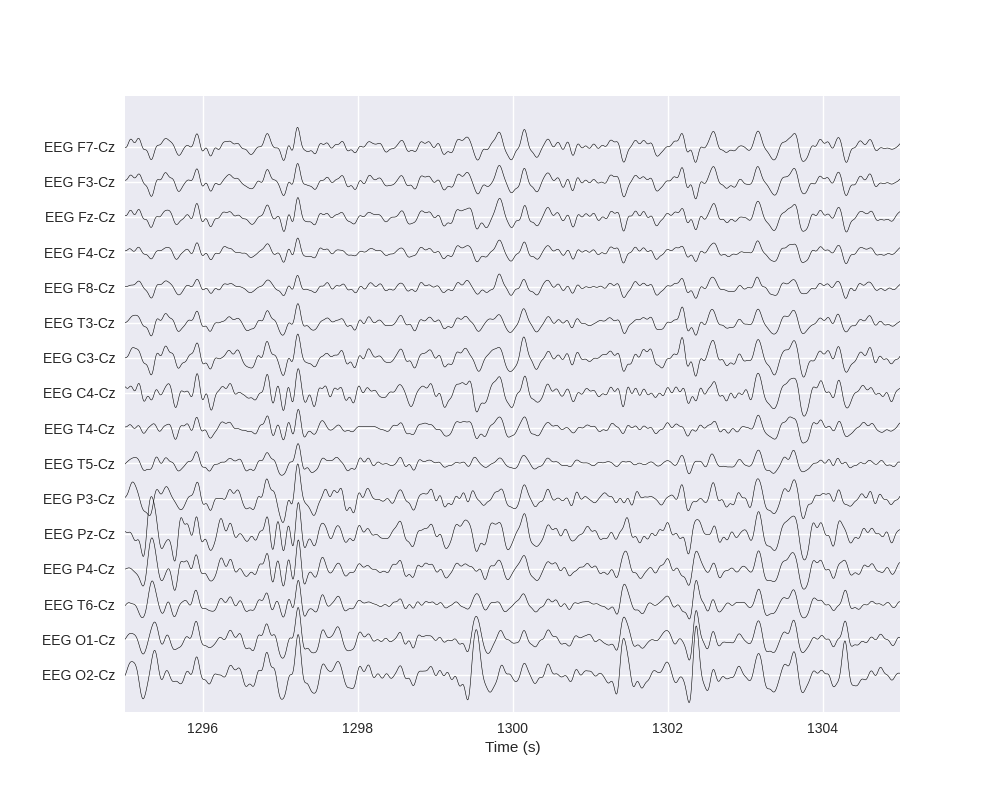 EEG F7-Cz
EEG F3-Cz
EEG Fz-Cz
EEG F4-Cz
EEG F8-Cz
EEG T3-Cz
EEG C3-Cz
EEG C4-Cz
EEG T4-Cz
EEG T5-Cz
EEG P3-Cz
EEG Pz-Cz
EEG P4-Cz
EEG T6-Cz
EEG O1-Cz
EEG O2-Cz
1296 1298 1300 1302 1304
Time (s)